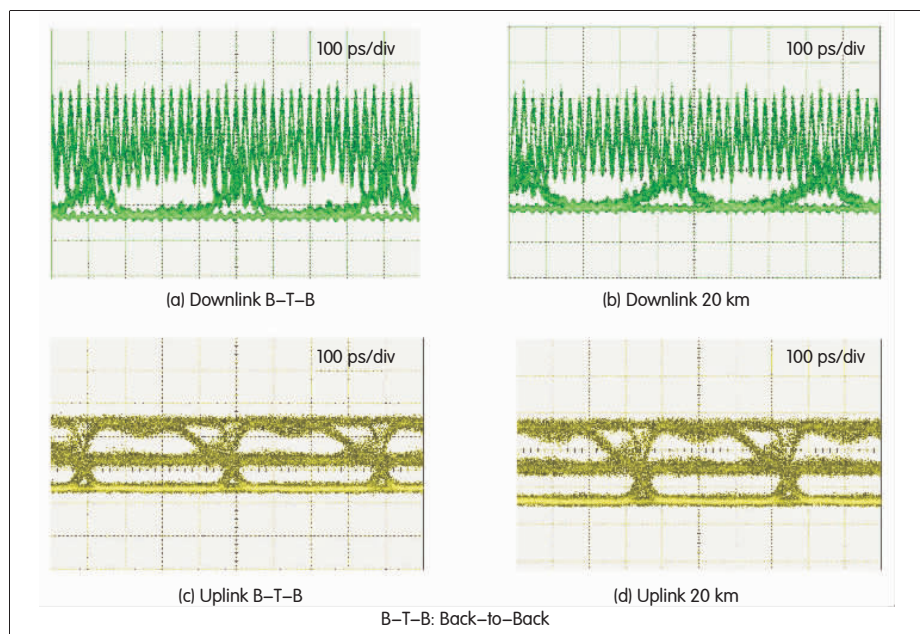 100 ps/div
100 ps/div
(a) Downlink B–T–B
(b) Downlink 20 km
100 ps/div
100 ps/div
(c) Uplink B–T–B
(d) Uplink 20 km
B–T–B: Back–to–Back